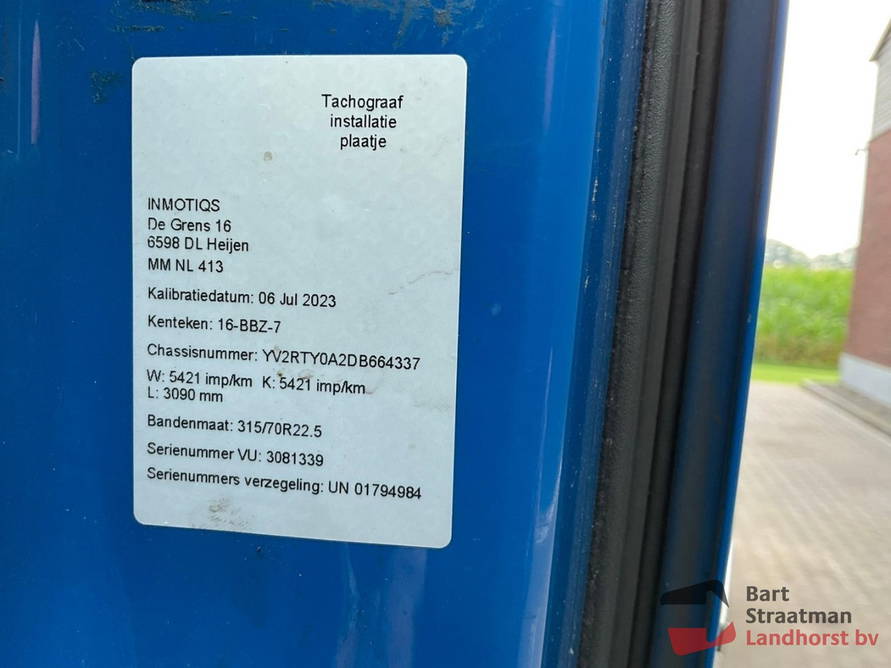 Tachograaf
installatie
plaatje
INMOTIQS
De Grens 16
6598 DL Heijen
MM NL 413
Kalibratiedatum: 06 Jul 2023
Kenteken: 16-BBZ-7
Chassisnummer: YV2RTY0A2DB664337
W: 5421 imp/km K: 5421 imp/km
L: 3090 mm
Bandenmaat: 315/70R22.5
Serienummer VU: 3081339
Serienummers verzegeling: UN 01794984
Bart
Straatman
Landhorst bv